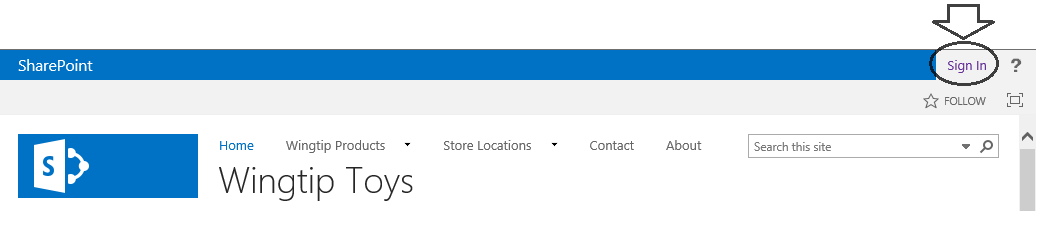 SharePoint Sign In ?
FOLLOW
S
Home Wingtip Products Store Locations Contact About Search this site
Wingtip Toys